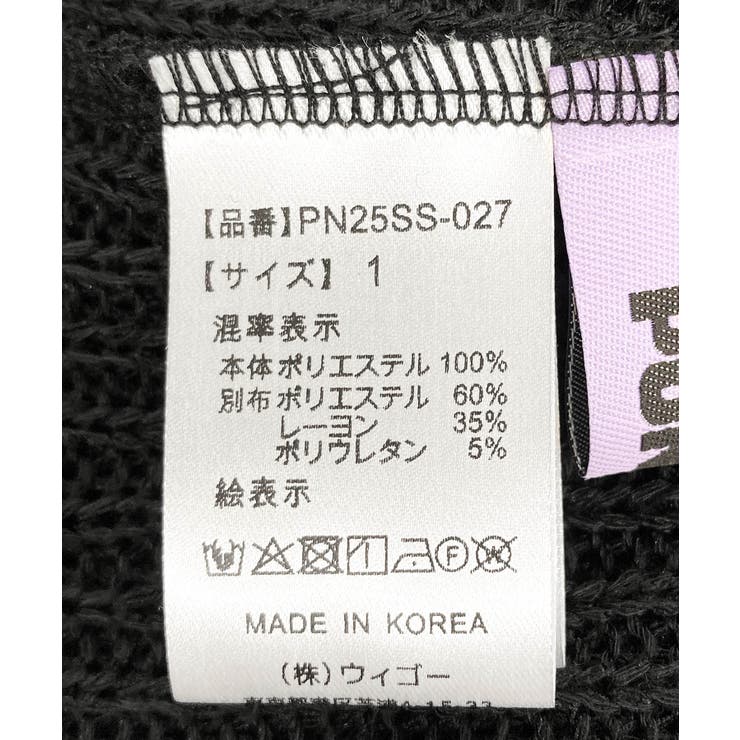 【品番】PN25SS-027
【サイズ】 1
混率表示
本体ポリエステル 100%
別布ポリエステル 60%
レーヨン 35%
ポリウレタン 5%
絵表示
F W
MADE IN KOREA
(株)ウィゴー